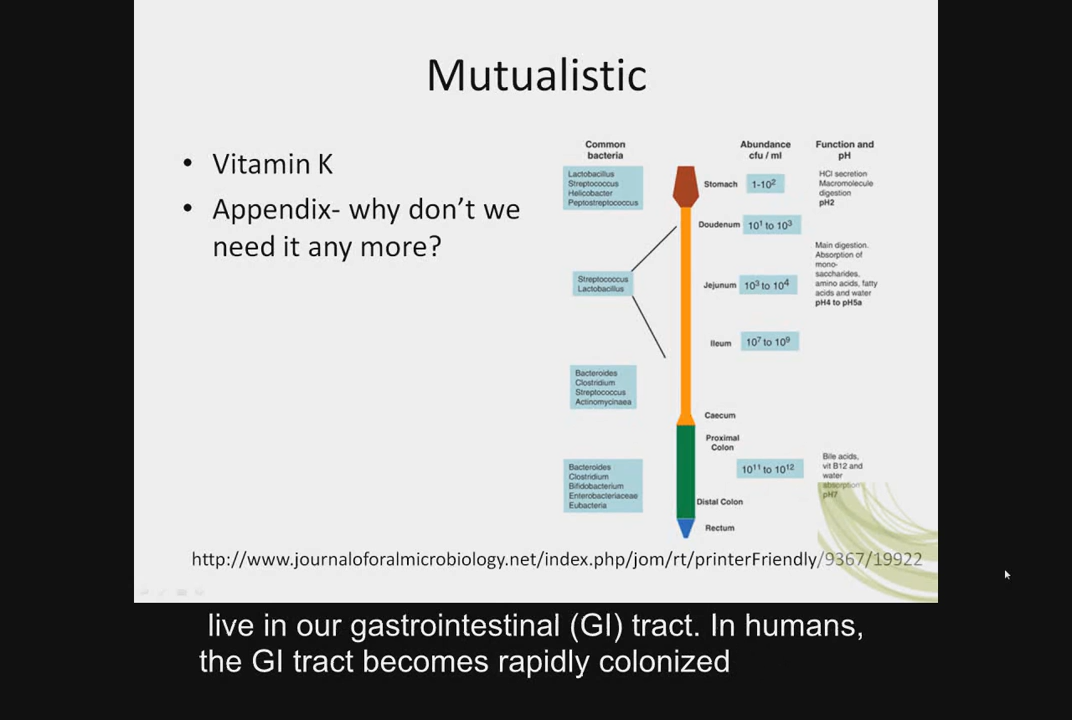 Mutualistic
• Vitamin K
• Appendix- why don't we
need it any more?
Common
bacteria
Abundance
cfu / ml
Function and
pH
Lactobacillus
Streptococcus
Helicobacter
Peptostreptococcus
Stomach
1-10²
HCl secretion
Macromolecule
digestion
pH2
Doudenum
10¹ to 10³
Streptococcus
Lactobacillus
Jejunum
10³ to 10⁴
Main digestion.
Absorption of
mono-
saccharides,
amino acids, fatty
acids and water
pH4 to pH5a
Ileum
10⁷ to 10⁹
Bacteroides
Clostridium
Streptococcus
Actinomycinaea
Caecum
Proximal
Colon
Bacteroides
Clostridium
Bifidobacterium
Enterobacteriaceae
Eubacteria
10¹¹ to 10¹²
Bile acids,
vit B12 and
water
absorption
pH7
Distal Colon
Rectum
http://www.journaloforalmicrobiology.net/index.php/jom/rt/printerFriendly/9367/19922
live in our gastrointestinal (GI) tract. In humans,
the GI tract becomes rapidly colonized